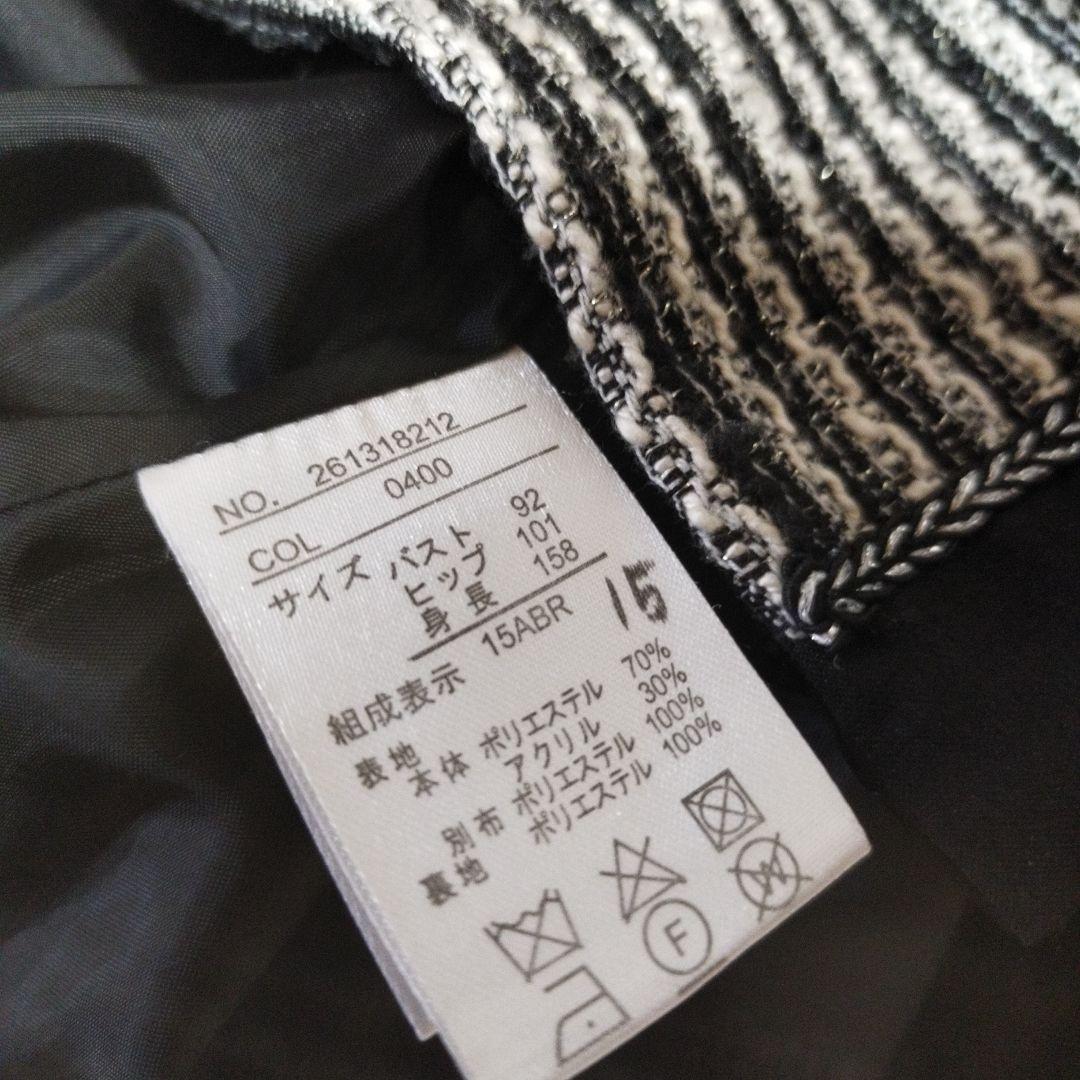 NO. 261318212
COL 0400
サイズ バスト 92
ヒップ 101
身長 158
15ABR 15
組成表示
表地
本体 ポリエステル 70%
アクリル 30%
別布 ポリエステル 100%
裏地 ポリエステル 100%
F
W